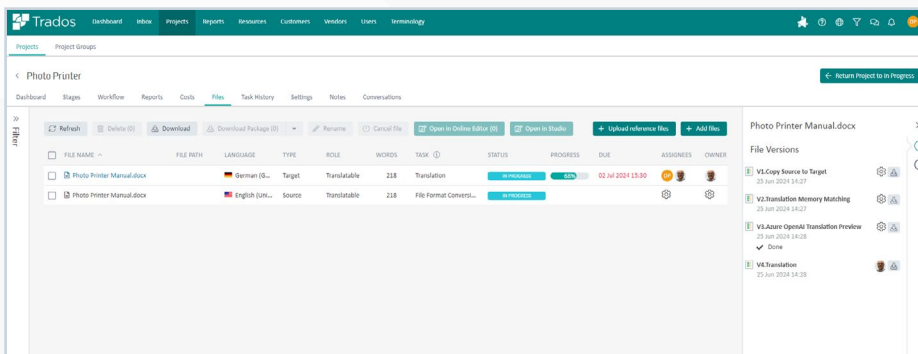 Trados Dashboard Inbox Projects Reports Resources Customers Vendors Users Terminology DP
Projects Project Groups
Photo Printer
Return Project to In Progress
Dashboard Stages Workflow Reports Costs Files Task History Settings Notes Conversations
Filter
Refresh Delete (0) Download Download Package (0) Rename Cancel file Open in Online Editor (0) Open in Studio + Upload reference files + Add files
FILE NAME FILE PATH LANGUAGE TYPE ROLE WORDS TASK STATUS PROGRESS DUE ASSIGNEES OWNER
Photo Printer Manual.docx German (G... Target Translatable 218 Translation IN PROGRESS 68% 02 Jul 2024 15:30 DP
Photo Printer Manual.docx English (Uni... Source Translatable 218 File Format Conversi... IN PROGRESS
Photo Printer Manual.docx
File Versions
V1.Copy Source to Target
25 Jun 2024 14:27
V2.Translation Memory Matching
25 Jun 2024 14:27
V3.Azure OpenAI Translation Preview
25 Jun 2024 14:28
Done
V4.Translation
25 Jun 2024 14:38